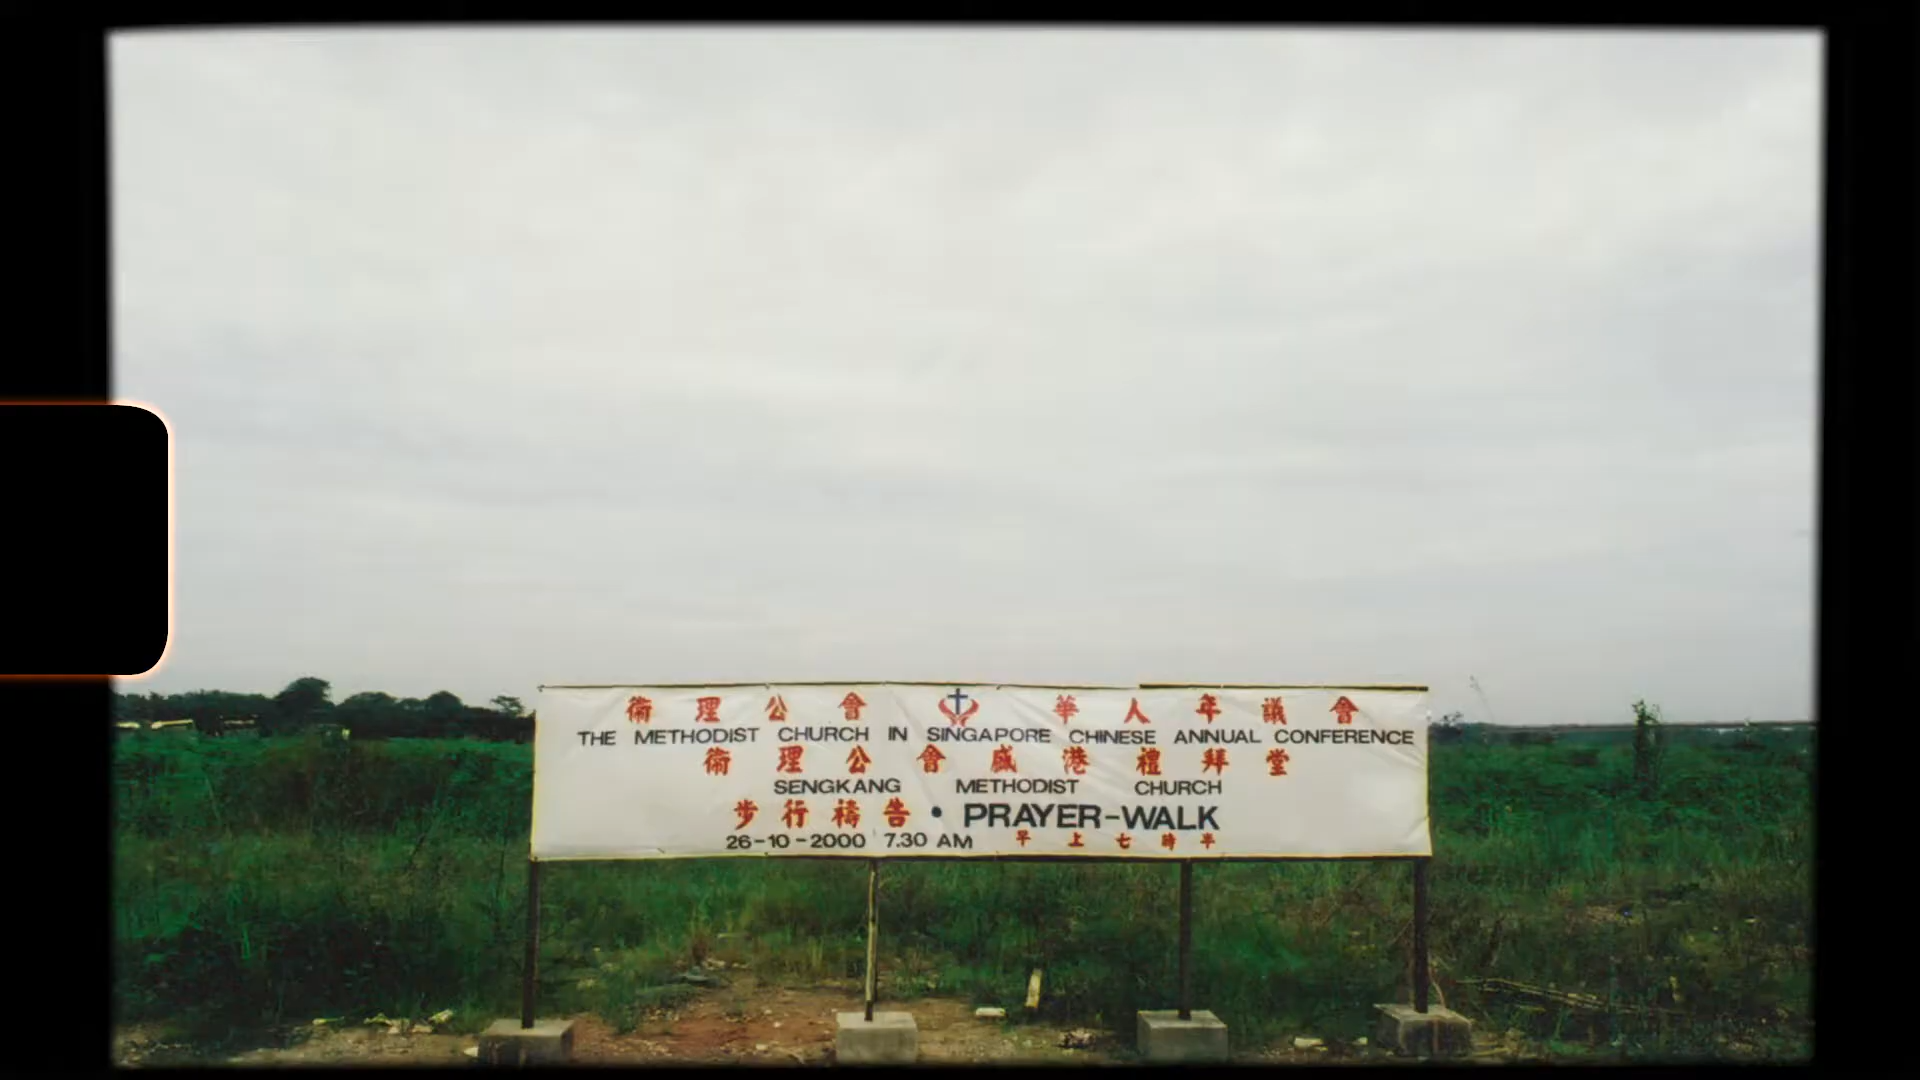 衛理公會 華人年議會
THE METHODIST CHURCH IN SINGAPORE CHINESE ANNUAL CONFERENCE
衛理公會盛港禮拜堂
SENGKANG METHODIST CHURCH
步行禱告 • PRAYER-WALK
26-10-2000 7.30 AM 早上七時半